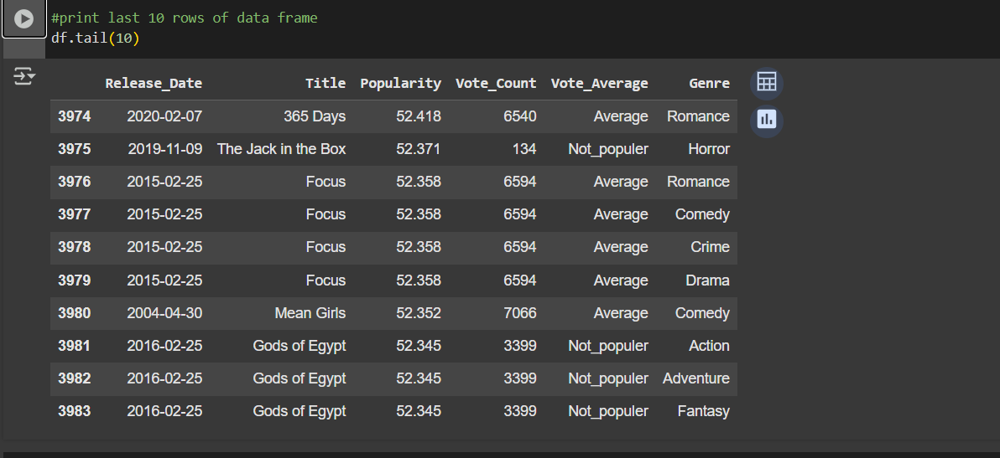 #print last 10 rows of data frame
df.tail(10)
Release_Date Title Popularity Vote_Count Vote_Average Genre
3974 2020-02-07 365 Days 52.418 6540 Average Romance
3975 2019-11-09 The Jack in the Box 52.371 134 Not_populer Horror
3976 2015-02-25 Focus 52.358 6594 Average Romance
3977 2015-02-25 Focus 52.358 6594 Average Comedy
3978 2015-02-25 Focus 52.358 6594 Average Crime
3979 2015-02-25 Focus 52.358 6594 Average Drama
3980 2004-04-30 Mean Girls 52.352 7066 Average Comedy
3981 2016-02-25 Gods of Egypt 52.345 3399 Not_populer Action
3982 2016-02-25 Gods of Egypt 52.345 3399 Not_populer Adventure
3983 2016-02-25 Gods of Egypt 52.345 3399 Not_populer Fantasy